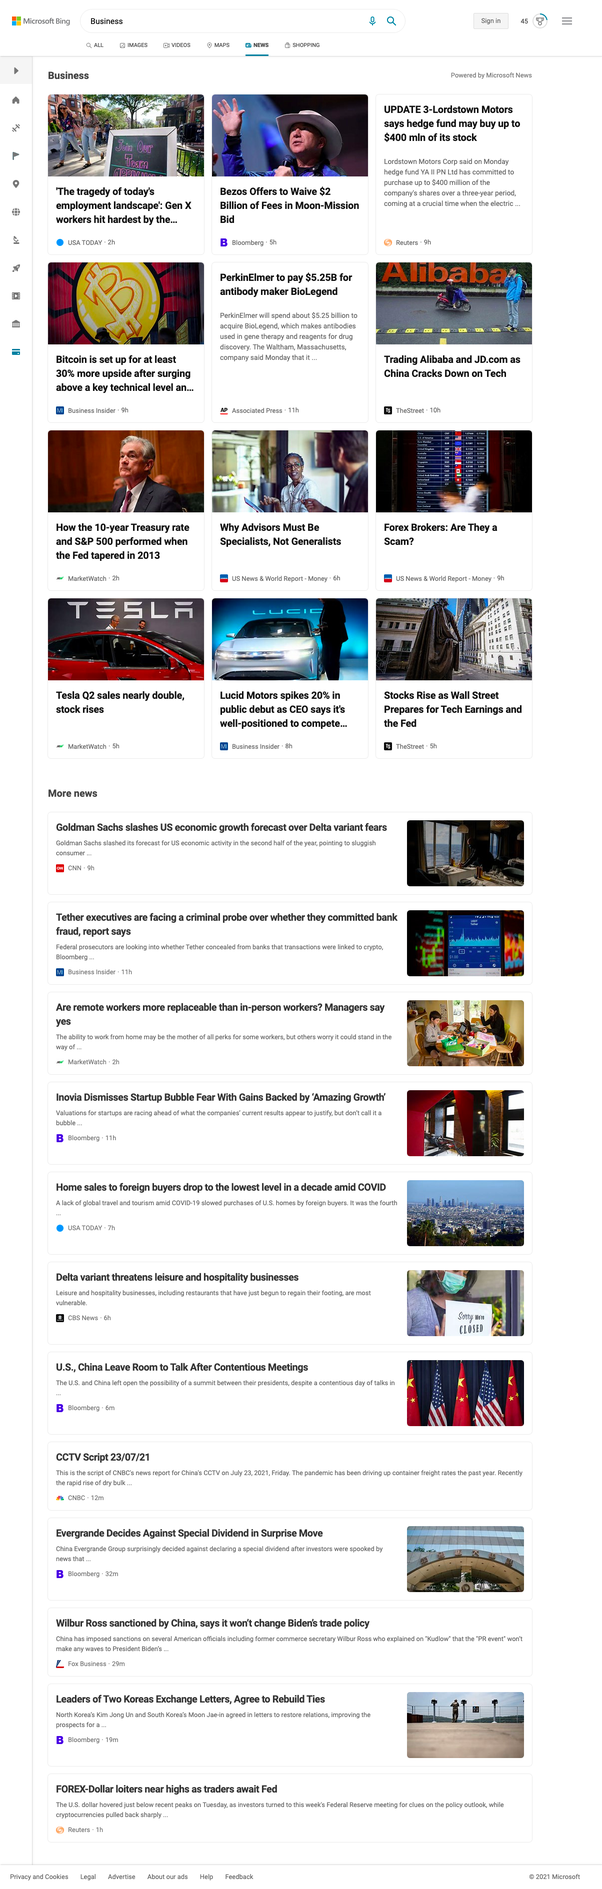 Microsoft Bing
Business
Sign in
45
ALL
IMAGES
VIDEOS
MAPS
NEWS
SHOPPING
Business
Powered by Microsoft News
Join Our
Team
'The tragedy of today's
employment landscape': Gen X
workers hit hardest by the...
USA TODAY · 2h
Bezos Offers to Waive $2
Billion of Fees in Moon-Mission
Bid
Bloomberg · 5h
UPDATE 3-Lordstown Motors
says hedge fund may buy up to
$400 mln of its stock
Lordstown Motors Corp said on Monday
hedge fund YA II PN Ltd has committed to
purchase up to $400 million of the
company's shares over a three-year period,
coming at a crucial time when the electric ...
Reuters · 9h
Bitcoin is set up for at least
30% more upside after surging
above a key technical level an...
Business Insider · 9h
PerkinElmer to pay $5.25B for
antibody maker BioLegend
PerkinElmer will spend about $5.25 billion to
acquire BioLegend, which makes antibodies
used in gene therapy and reagents for drug
discovery. The Waltham, Massachusetts,
company said Monday that it ...
AP Associated Press · 11h
Alibaba
Trading Alibaba and JD.com as
China Cracks Down on Tech
TheStreet · 10h
How the 10-year Treasury rate
and S&P 500 performed when
the Fed tapered in 2013
MarketWatch · 2h
Why Advisors Must Be
Specialists, Not Generalists
US News & World Report - Money · 6h
Forex Brokers: Are They a
Scam?
US News & World Report - Money · 9h
TESLA
Tesla Q2 sales nearly double,
stock rises
MarketWatch · 5h
LUCID
Lucid Motors spikes 20% in
public debut as CEO says it's
well-positioned to compete...
Business Insider · 8h
Stocks Rise as Wall Street
Prepares for Tech Earnings and
the Fed
TheStreet · 5h
More news
Goldman Sachs slashes US economic growth forecast over Delta variant fears
Goldman Sachs slashed its forecast for US economic activity in the second half of the year, pointing to sluggish
consumer ...
CNN · 9h
Tether executives are facing a criminal probe over whether they committed bank
fraud, report says
Federal prosecutors are looking into whether Tether concealed from banks that transactions were linked to crypto,
Bloomberg ...
Business Insider · 11h
Are remote workers more replaceable than in-person workers? Managers say
yes
The ability to work from home may be the mother of all perks for some workers, but others worry it could stand in the
way of ...
MarketWatch · 2h
Inovia Dismisses Startup Bubble Fear With Gains Backed by ‘Amazing Growth’
Valuations for startups are racing ahead of what the companies' current results appear to justify, but don't call it a
bubble ...
Bloomberg · 11h
Home sales to foreign buyers drop to the lowest level in a decade amid COVID
A lack of global travel and tourism amid COVID-19 slowed purchases of U.S. homes by foreign buyers. It was the fourth
...
USA TODAY · 7h
Delta variant threatens leisure and hospitality businesses
Leisure and hospitality businesses, including restaurants that have just begun to regain their footing, are most
vulnerable.
CBS News · 6h
Sorry We're
CLOSED
U.S., China Leave Room to Talk After Contentious Meetings
The U.S. and China left open the possibility of a summit between their presidents, despite a contentious day of talks in
...
Bloomberg · 6m
CCTV Script 23/07/21
This is the script of CNBC's news report for China's CCTV on July 23, 2021, Friday. The pandemic has been driving up container freight rates the past year. Recently
the rapid rise of dry bulk ...
CNBC · 12m
Evergrande Decides Against Special Dividend in Surprise Move
China Evergrande Group surprisingly decided against declaring a special dividend after investors were spooked by
news that ...
Bloomberg · 32m
Wilbur Ross sanctioned by China, says it won’t change Biden’s trade policy
China has imposed sanctions on several American officials including former commerce secretary Wilbur Ross who explained on "Kudlow" that the "PR event" won't
make any waves to President Biden's ...
Fox Business · 29m
Leaders of Two Koreas Exchange Letters, Agree to Rebuild Ties
North Korea's Kim Jong Un and South Korea's Moon Jae-in agreed in letters to restore relations, improving the
prospects for a ...
Bloomberg · 19m
FOREX-Dollar loiters near highs as traders await Fed
The U.S. dollar hovered just below recent peaks on Tuesday, as investors turned to this week's Federal Reserve meeting for clues on the policy outlook, while
cryptocurrencies pulled back sharply ...
Reuters · 1h
Privacy and Cookies
Legal
Advertise
About our ads
Help
Feedback
© 2021 Microsoft